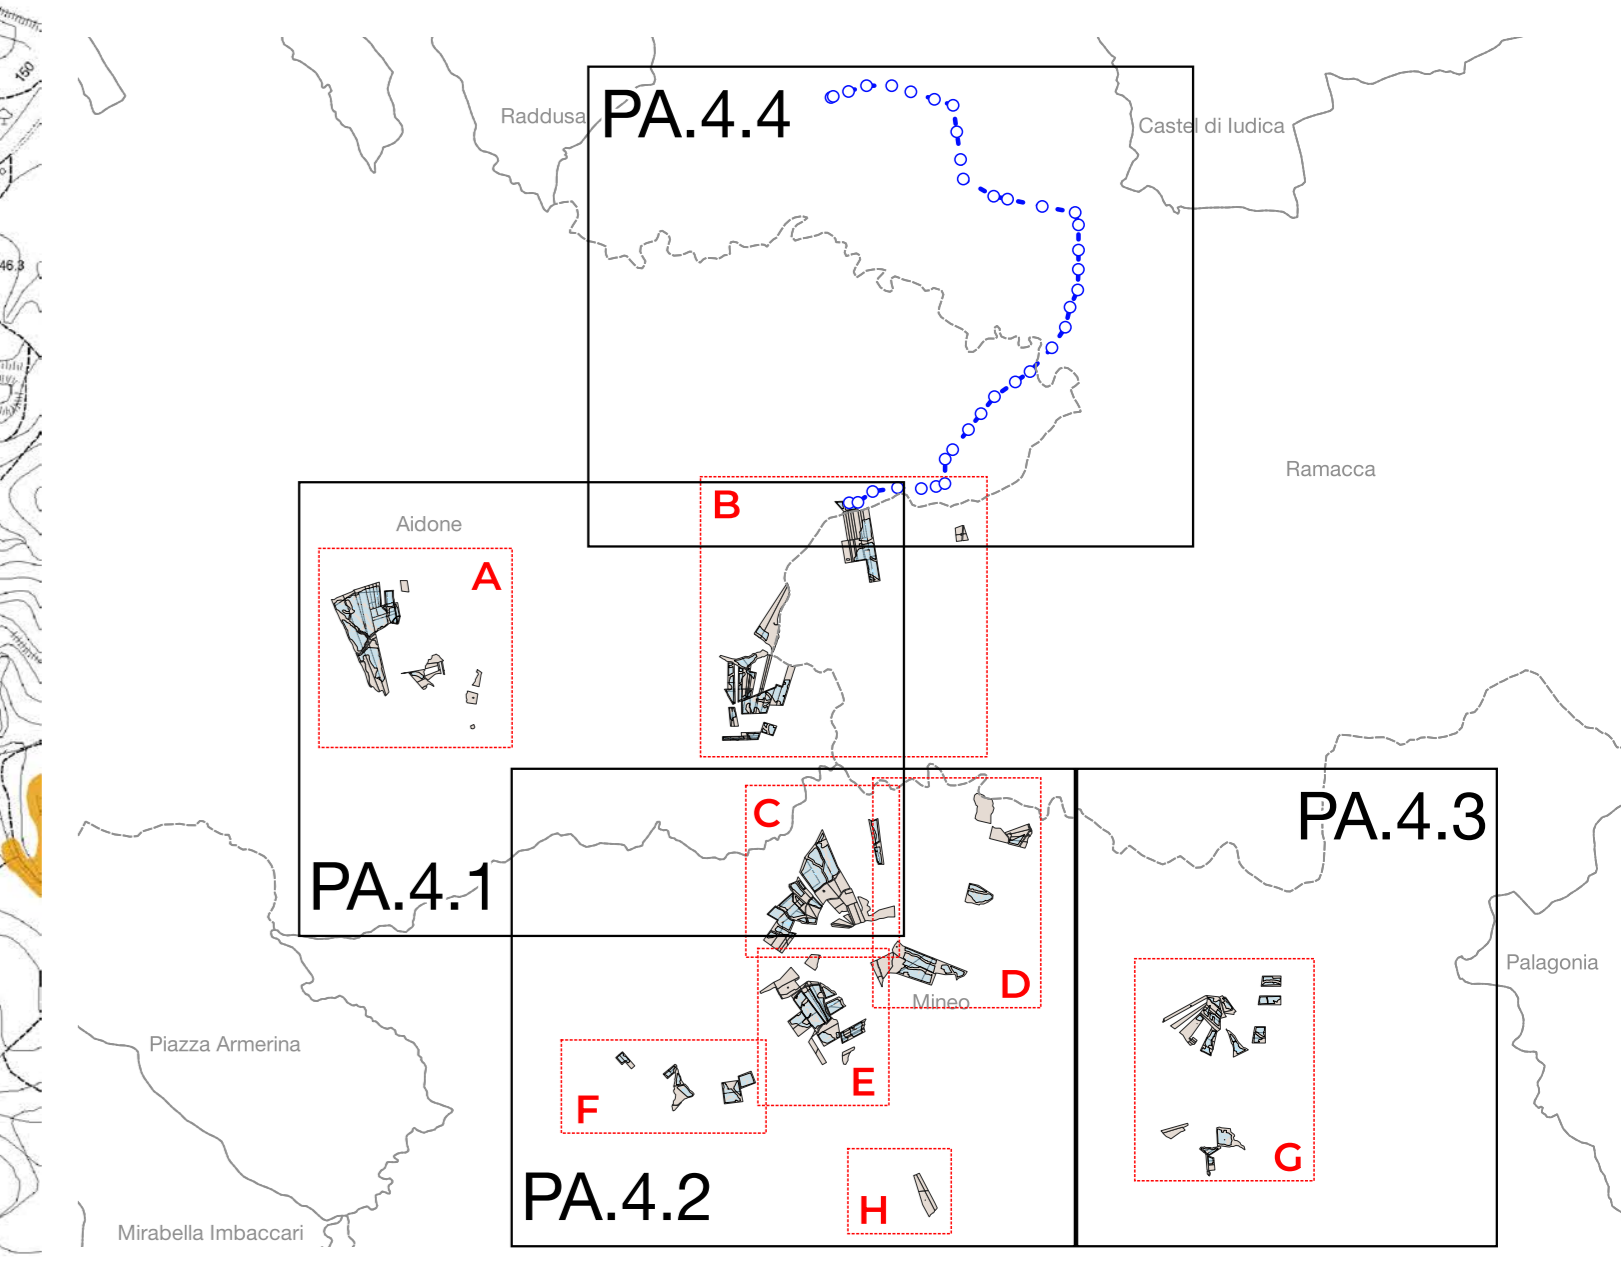 150
Raddusa
PA.4.4
Castel di Iudica
46.3
Ramacca
B
Aidone
A
C
PA.4.3
PA.4.1
Palagonia
D
Mineo
Piazza Armerina
E
F
G
PA.4.2
H
Mirabella Imbaccari